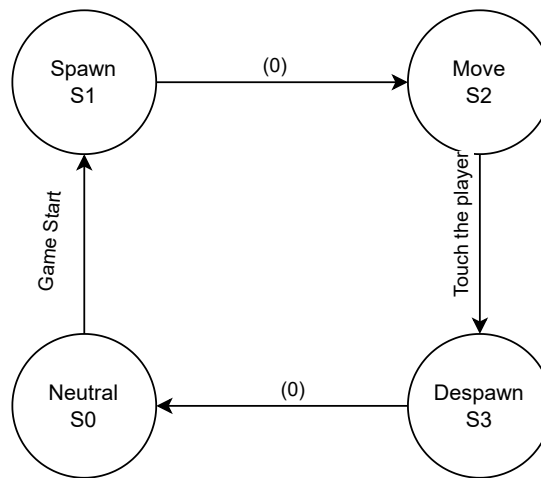 Spawn
S1
(0)
Move
S2
Game Start
Touch the player
Neutral
S0
(0)
Despawn
S3